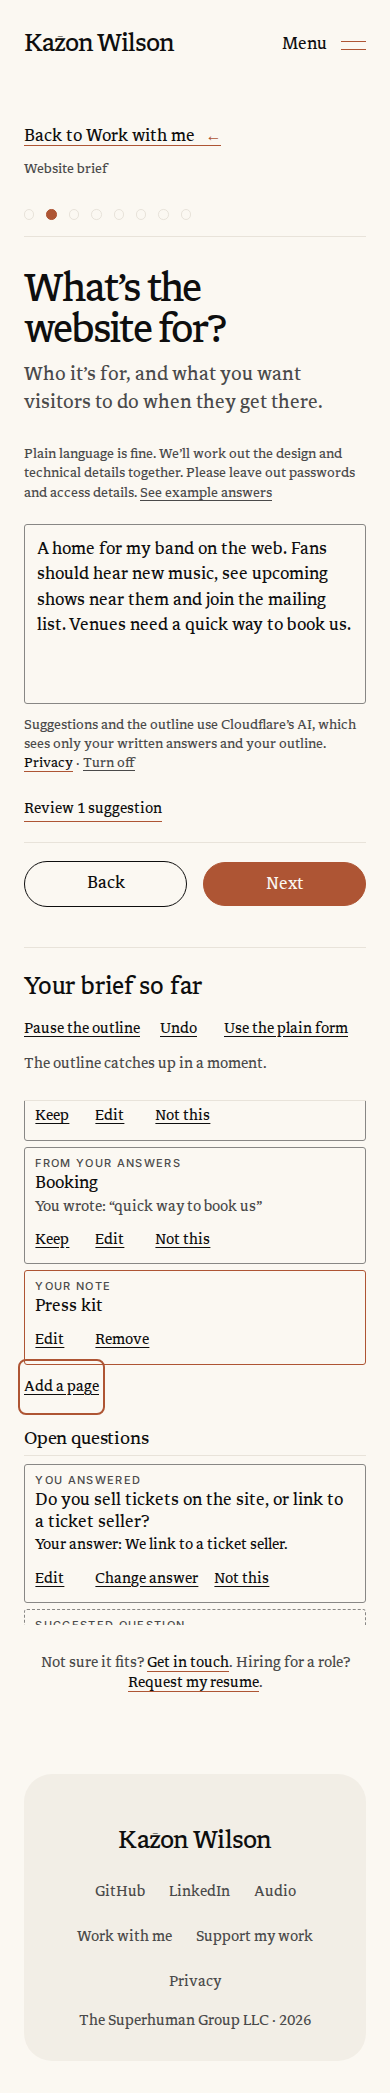 Kažon Wilson
Menu
Back to Work with me ←
Website brief
What’s the
website for?
Who it’s for, and what you want
visitors to do when they get there.
Plain language is fine. We’ll work out the design and
technical details together. Please leave out passwords
and access details. See example answers
A home for my band on the web. Fans
should hear new music, see upcoming
shows near them and join the mailing
list. Venues need a quick way to book us.
Suggestions and the outline use Cloudflare’s AI, which
sees only your written answers and your outline.
Privacy · Turn off
Review 1 suggestion
Back
Next
Your brief so far
Pause the outline Undo Use the plain form
The outline catches up in a moment.
Keep Edit Not this
FROM YOUR ANSWERS
Booking
You wrote: “quick way to book us”
Keep Edit Not this
YOUR NOTE
Press kit
Edit Remove
Add a page
Open questions
YOU ANSWERED
Do you sell tickets on the site, or link to
a ticket seller?
Your answer: We link to a ticket seller.
Edit Change answer Not this
SUGGESTED QUESTION
Not sure it fits? Get in touch. Hiring for a role?
Request my resume.
Kažon Wilson
GitHub LinkedIn Audio
Work with me Support my work
Privacy
The Superhuman Group LLC · 2026